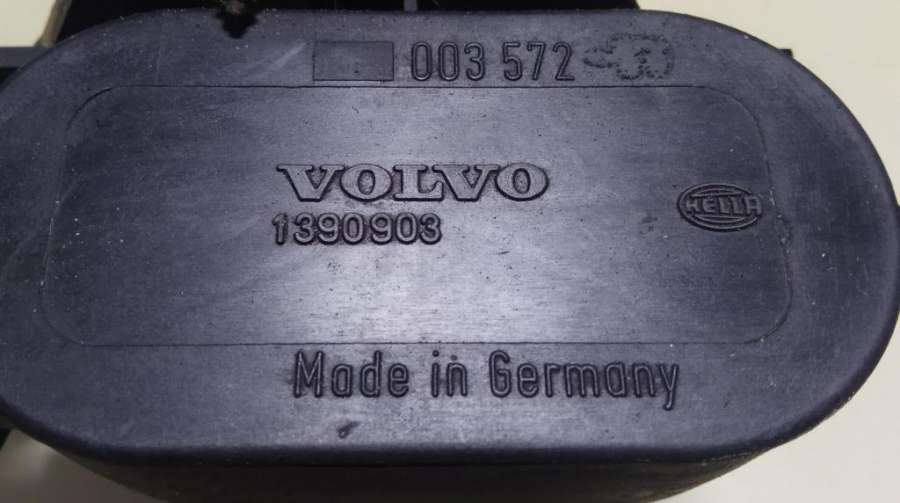 003 572
VOLVO
1390903
HELLA
Made in Germany